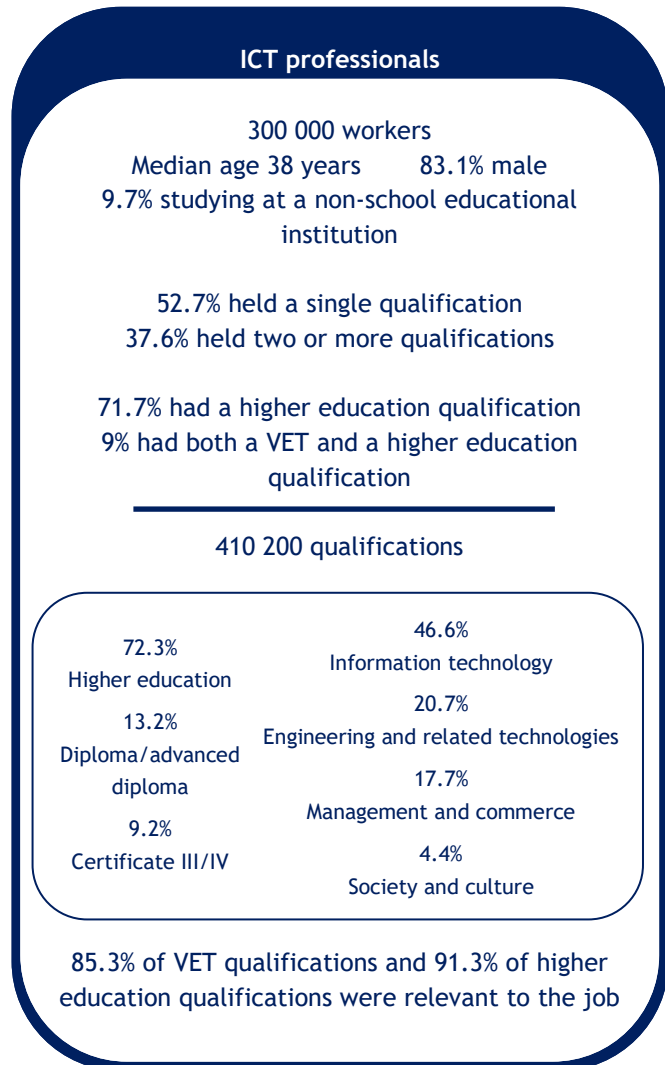 ICT professionals
300 000 workers
Median age 38 years 83.1% male
9.7% studying at a non-school educational
institution
52.7% held a single qualification
37.6% held two or more qualifications
71.7% had a higher education qualification
9% had both a VET and a higher education
qualification
410 200 qualifications
72.3%
Higher education
13.2%
Diploma/advanced
diploma
9.2%
Certificate III/IV
46.6%
Information technology
20.7%
Engineering and related technologies
17.7%
Management and commerce
4.4%
Society and culture
85.3% of VET qualifications and 91.3% of higher
education qualifications were relevant to the job